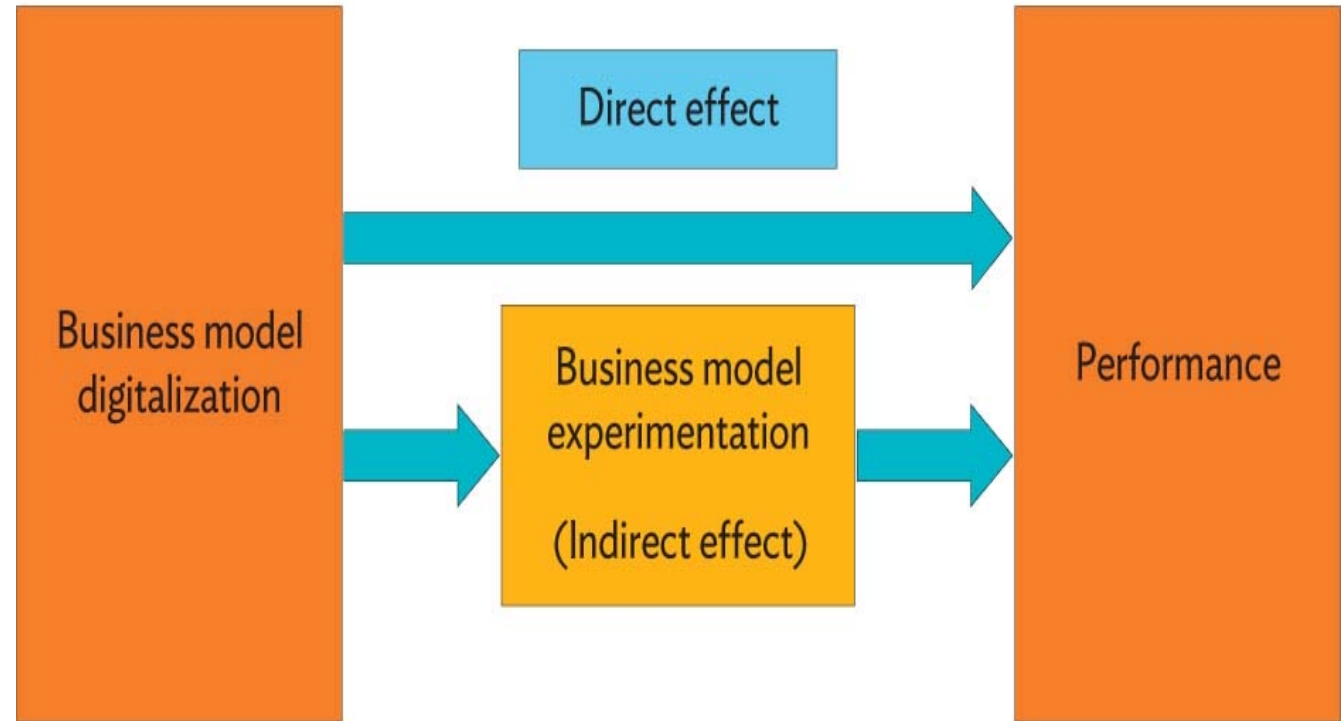 Direct effect
Business model
digitalization
Business model
experimentation
(Indirect effect)
Performance